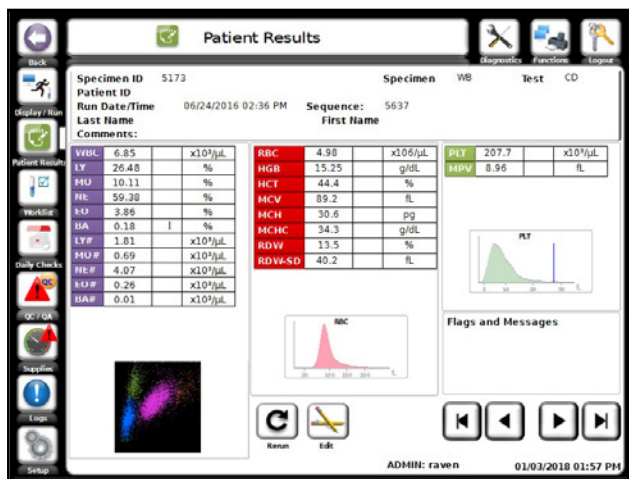 Patient Results
Back
Diagnostics
Functions
Logout
Display / Run
Patient Results
Worklist
Daily Checks
QC
QC / QA
Supplies
Logs
Setup
Specimen ID 5173 Specimen WB Test CD
Patient ID
Run Date/Time 06/24/2016 02:36 PM Sequence: 5637
Last Name First Name
Comments:
WBC 6.85 x10³/µL
LY 26.48 %
MO 10.11 %
NE 59.38 %
EO 3.86 %
BA 0.18 l %
LY# 1.81 x10³/µL
MO# 0.69 x10³/µL
NE# 4.07 x10³/µL
EO# 0.26 x10³/µL
BA# 0.01 x10³/µL
RBC 4.98 x106/µL
HGB 15.25 g/dL
HCT 44.4 %
MCV 89.2 fL
MCH 30.6 pg
MCHC 34.3 g/dL
RDW 13.5 %
RDW-SD 40.2 fL
RBC
PLT 207.7 x10³/µL
MPV 8.96 fL
PLT
Flags and Messages
Rerun
Edit
ADMIN: raven 01/03/2018 01:57 PM